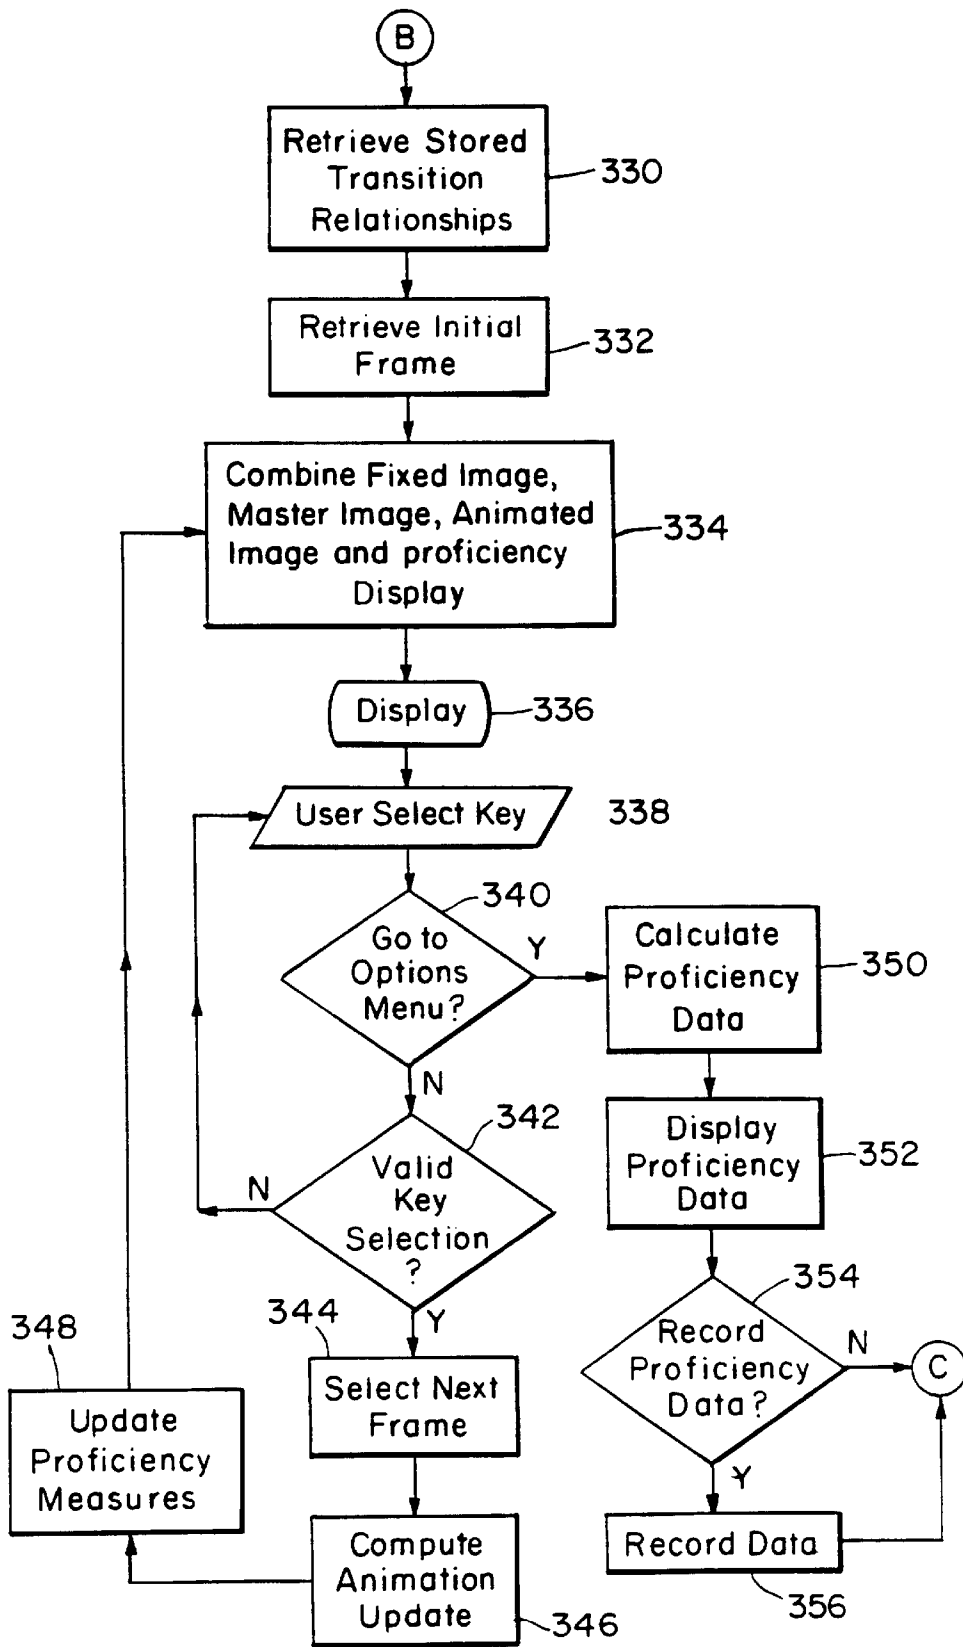 B
Retrieve Stored
Transition
Relationships
330
Retrieve Initial
Frame
332
Combine Fixed Image,
Master Image, Animated
Image and proficiency
Display
334
Display
336
User Select Key
338
340
Go to
Options
Menu?
Y
N
Calculate
Proficiency
Data
350
342
Valid
Key
Selection
?
N
Y
Display
Proficiency
Data
352
354
Record
Proficiency
Data?
N
C
Y
344
Select Next
Frame
348
Update
Proficiency
Measures
Record Data
356
Compute
Animation
Update
346